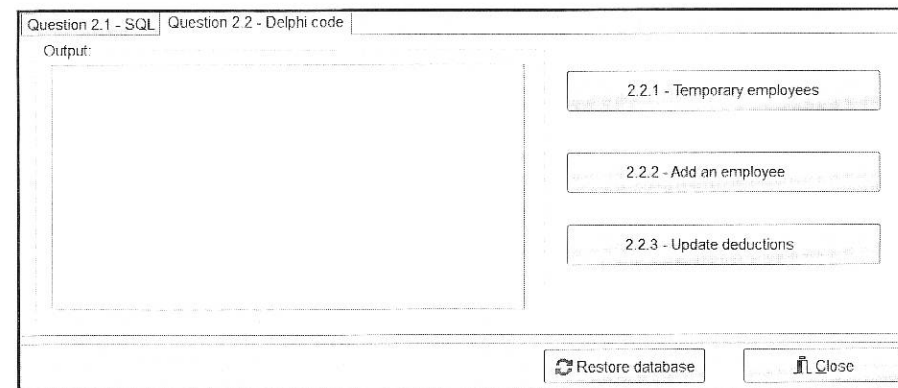 Question 2.1 - SQL
Question 2.2 - Delphi code
Output:
2.2.1 - Temporary employees
2.2.2 - Add an employee
2.2.3 - Update deductions
Restore database
Close